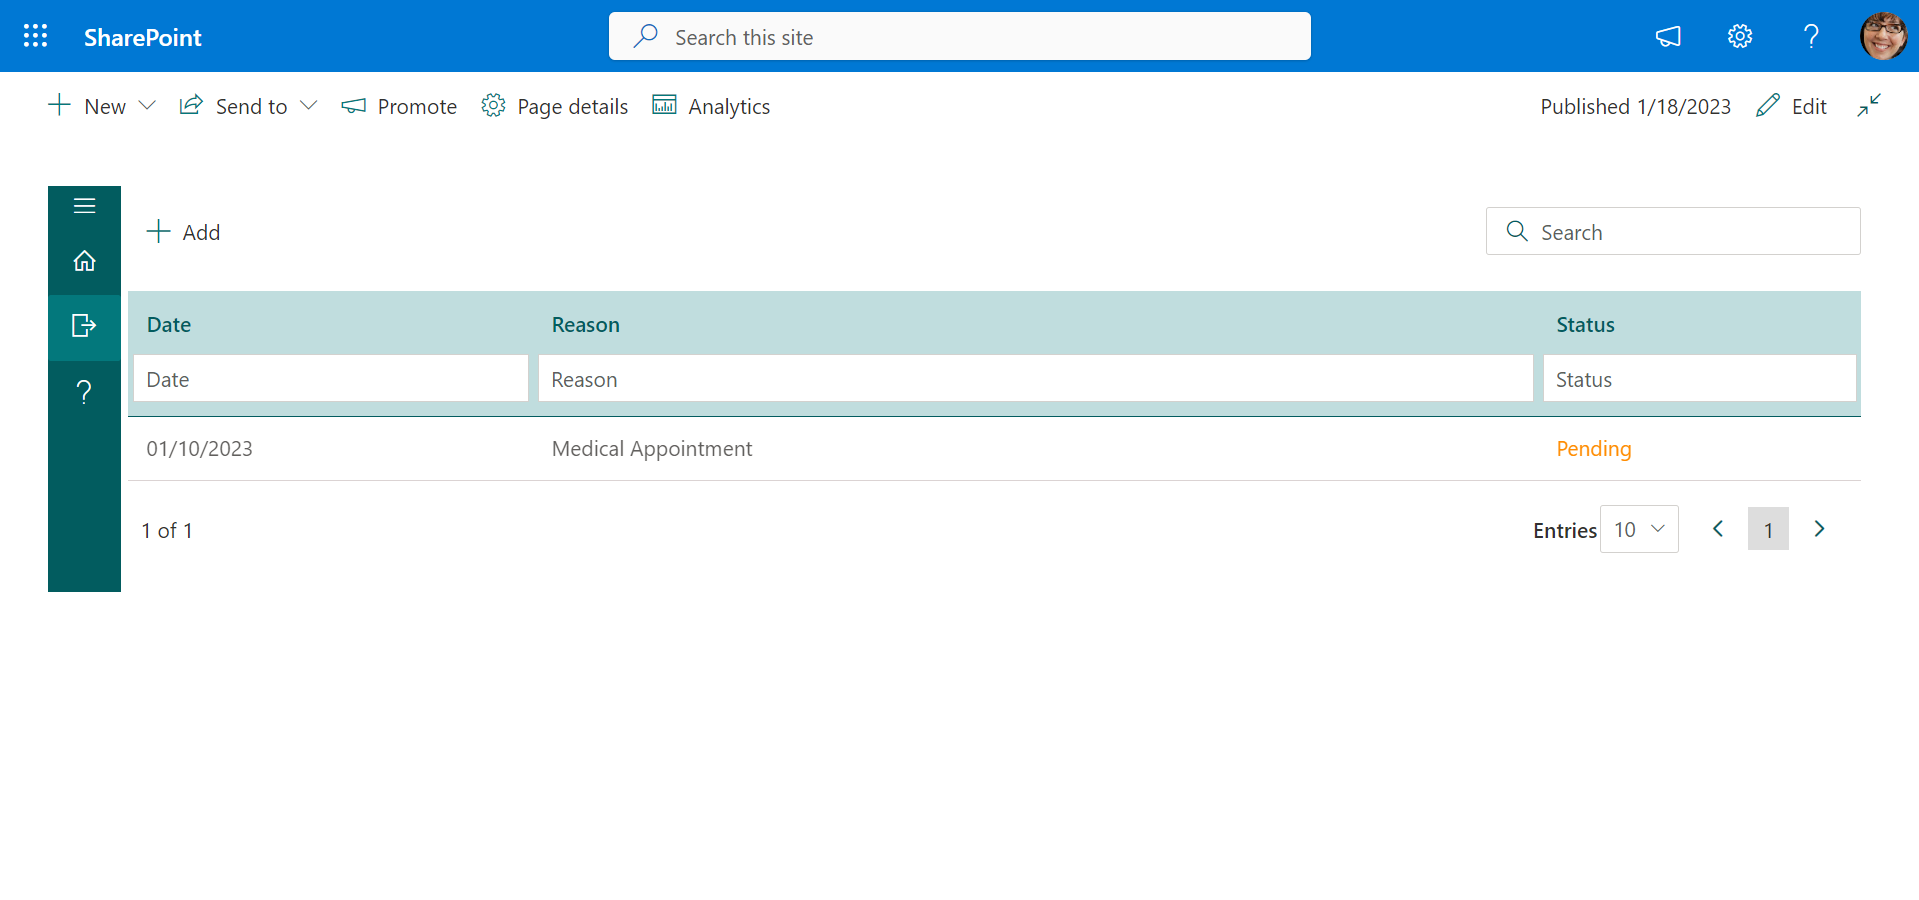 SharePoint
Search this site
New
Send to
Promote
Page details
Analytics
Published 1/18/2023
Edit
Add
Search
Date
Reason
Status
Date
Reason
Status
01/10/2023
Medical Appointment
Pending
1 of 1
Entries
10
1